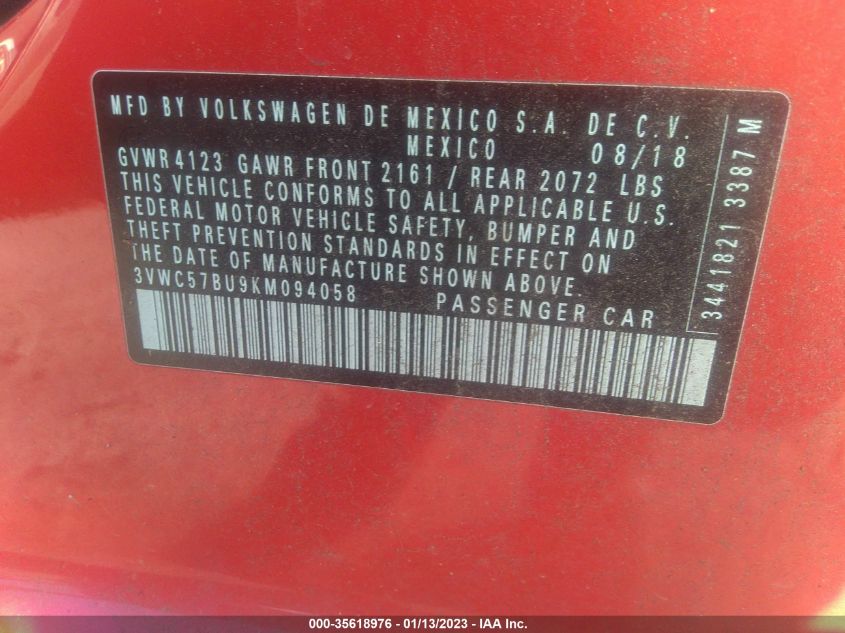 MFD BY VOLKSWAGEN DE MEXICO S.A. DE C.V.
MEXICO 08/18
GVWR 4123 GAWR FRONT 2161 / REAR 2072 LBS
THIS VEHICLE CONFORMS TO ALL APPLICABLE U.S.
FEDERAL MOTOR VEHICLE SAFETY, BUMPER AND
THEFT PREVENTION STANDARDS IN EFFECT ON
THE DATE OF MANUFACTURE SHOWN ABOVE.
3VWC57BU9KM094058 PASSENGER CAR
3441821 3387 M
000-35618976 - 01/13/2023 - IAA Inc.